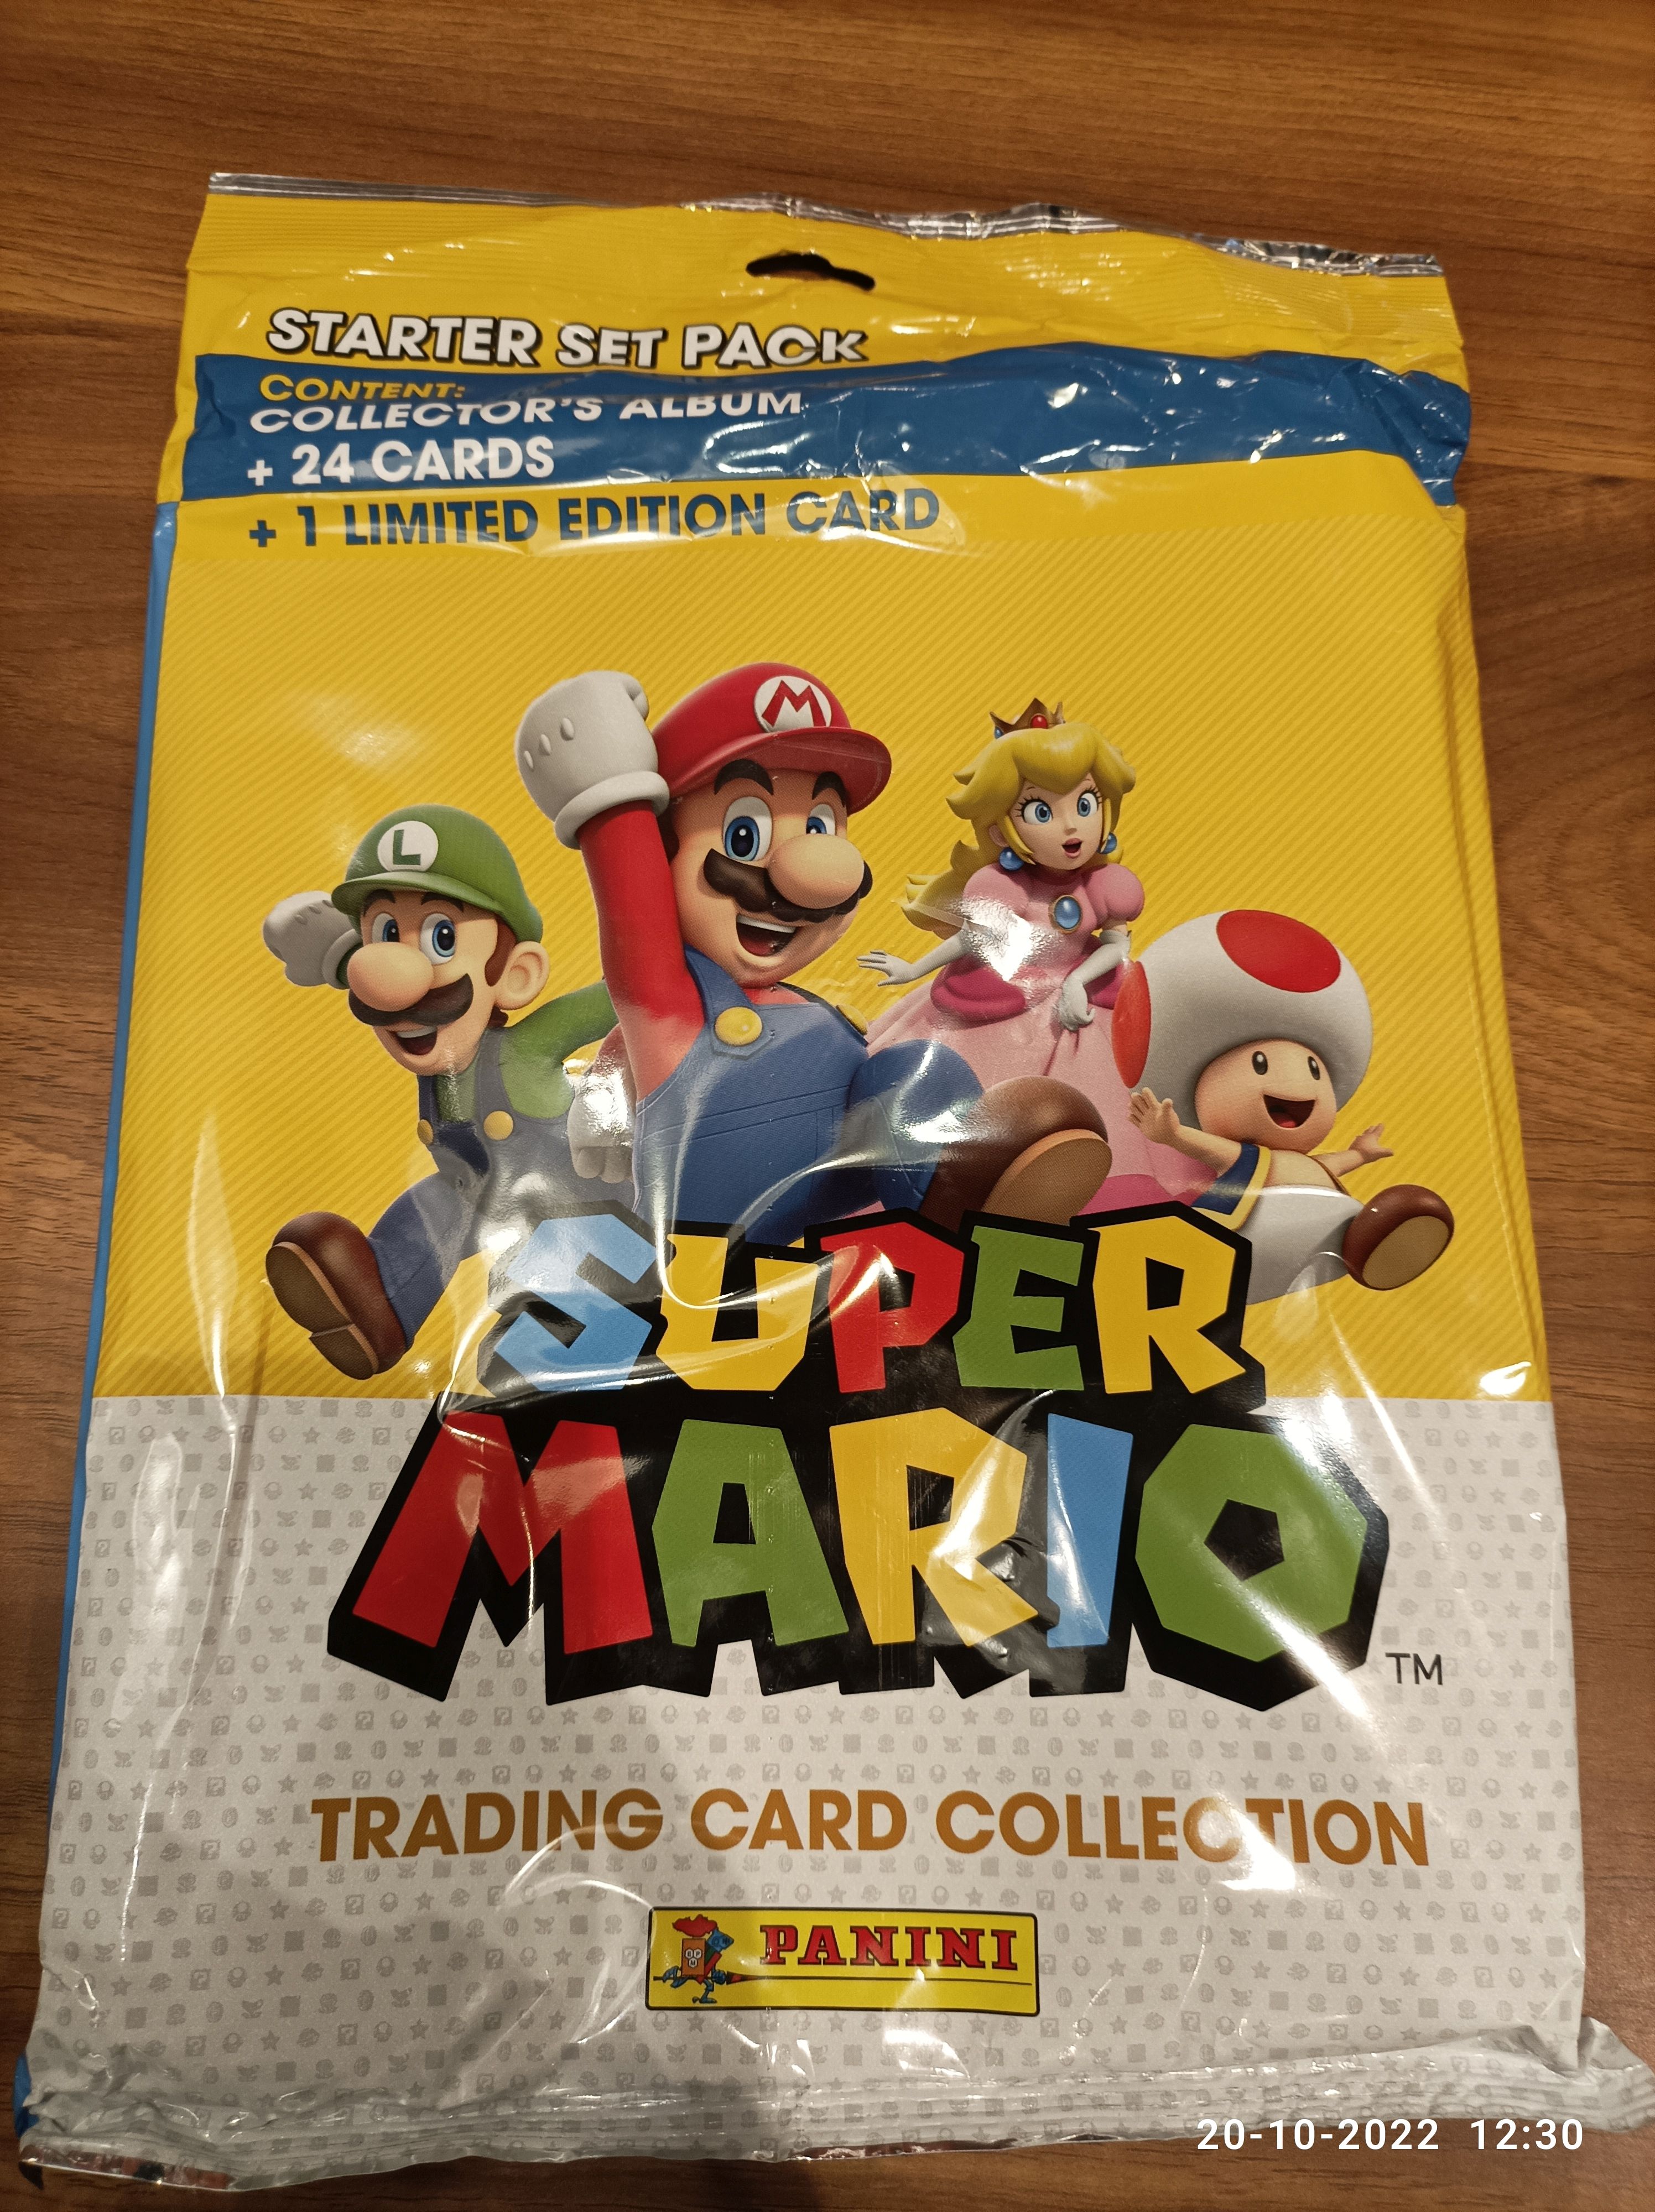 STARTER SET PACK
CONTENT:
COLLECTOR'S ALBUM
+ 24 CARDS
+ 1 LIMITED EDITION CARD
M
L
SUPER
MARIO
TM
TRADING CARD COLLECTION
PANINI
20-10-2022 12:30